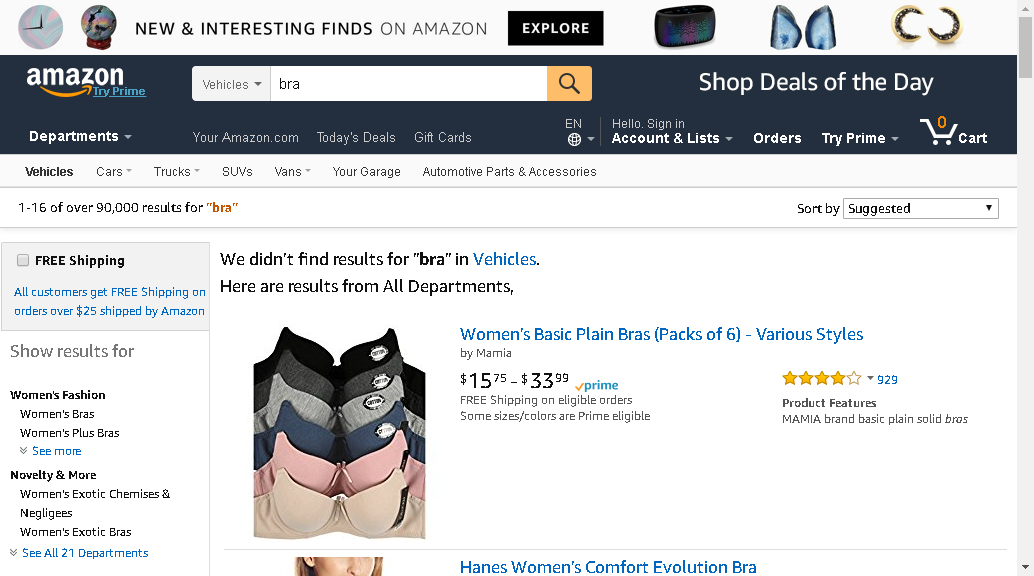 NEW & INTERESTING FINDS ON AMAZON
EXPLORE
amazon
Try Prime
Vehicles
bra
Shop Deals of the Day
Departments
Your Amazon.com
Today's Deals
Gift Cards
EN
Hello. Sign in
Account & Lists
Orders
Try Prime
0
Cart
Vehicles
Cars
Trucks
SUVs
Vans
Your Garage
Automotive Parts & Accessories
1-16 of over 90,000 results for "bra"
Sort by
Suggested
FREE Shipping
All customers get FREE Shipping on
orders over $25 shipped by Amazon
Show results for
Women's Fashion
Women's Bras
Women's Plus Bras
See more
Novelty & More
Women's Exotic Chemises &
Negligees
Women's Exotic Bras
See All 21 Departments
We didn't find results for "bra" in Vehicles.
Here are results from All Departments,
COTTON
COTTON
COTTON
Women's Basic Plain Bras (Packs of 6) - Various Styles
by Mamia
$15 75 - $33 99 prime
FREE Shipping on eligible orders
Some sizes/colors are Prime eligible
929
Product Features
MAMIA brand basic plain solid bras
Hanes Women's Comfort Evolution Bra